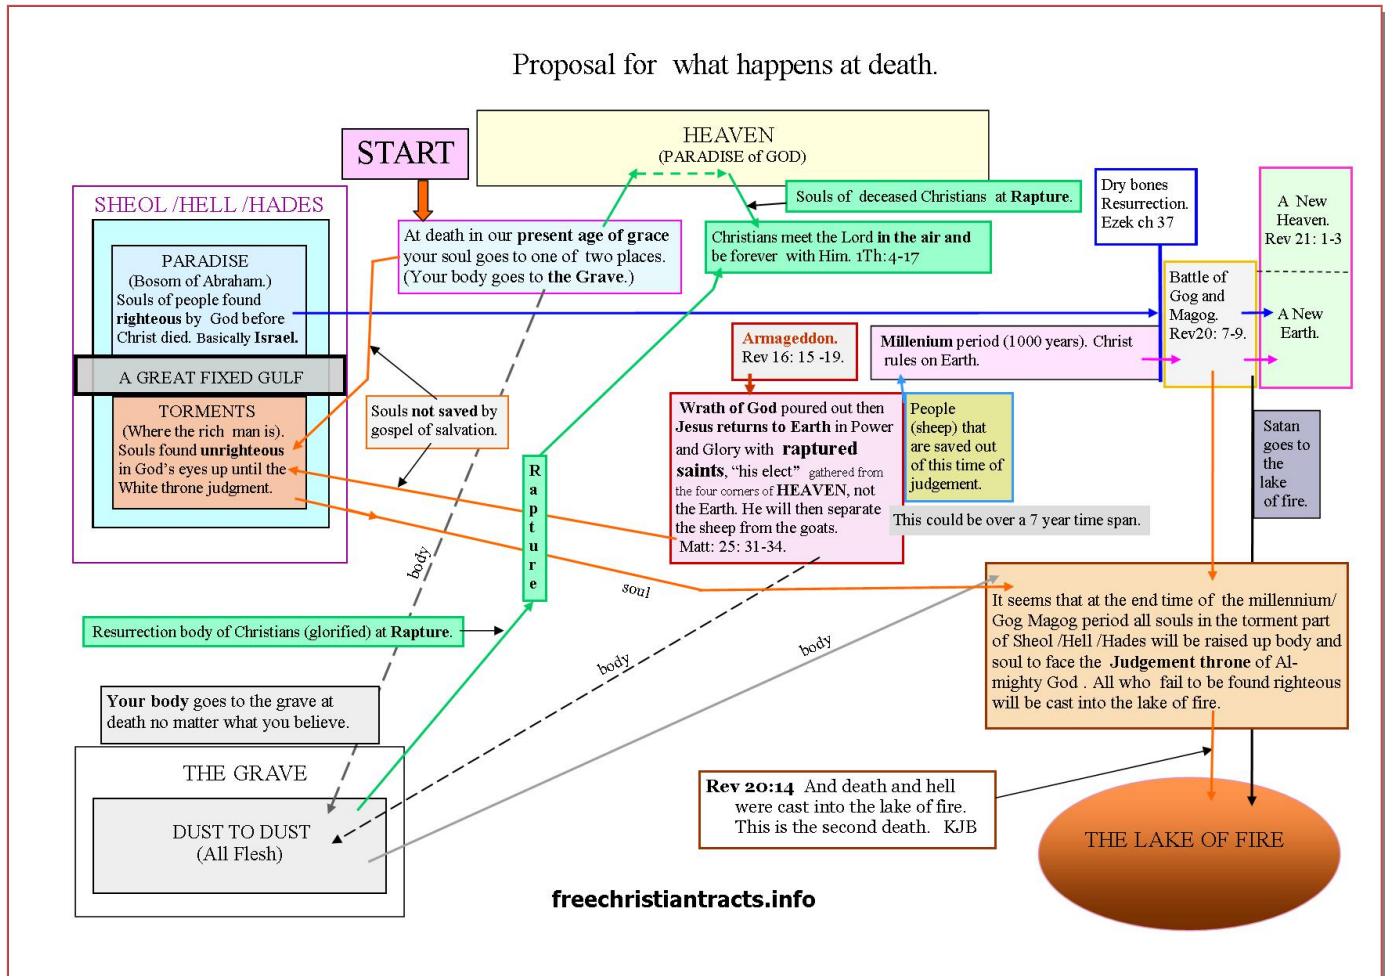 Proposal for what happens at death.
START
HEAVEN
(PARADISE of GOD)
SHEOL /HELL /HADES
PARADISE
(Bosom of Abraham.)
Souls of people found
righteous by God before
Christ died. Basically Israel.
A GREAT FIXED GULF
TORMENTS
(Where the rich man is).
Souls found unrighteous
in God's eyes up until the
White throne judgment.
At death in our present age of grace
your soul goes to one of two places.
(Your body goes to the Grave.)
Souls of deceased Christians at Rapture.
Christians meet the Lord in the air and
be forever with Him. 1Th:4-17
Dry bones
Resurrection.
Ezek ch 37
A New
Heaven.
Rev 21: 1-3
A New
Earth.
Battle of
Gog and
Magog.
Rev20: 7-9.
Armageddon.
Rev 16: 15 -19.
Millenium period (1000 years). Christ
rules on Earth.
Souls not saved by
gospel of salvation.
Wrath of God poured out then
Jesus returns to Earth in Power
and Glory with raptured
saints, "his elect" gathered from
the four corners of HEAVEN, not
the Earth. He will then separate
the sheep from the goats.
Matt: 25: 31-34.
People
(sheep) that
are saved out
of this time of
judgement.
This could be over a 7 year time span.
Satan
goes to
the
lake
of fire.
Rapture
body
soul
body
body
It seems that at the end time of the millennium/
Gog Magog period all souls in the torment part
of Sheol /Hell /Hades will be raised up body and
soul to face the Judgement throne of Al-
mighty God . All who fail to be found righteous
will be cast into the lake of fire.
Resurrection body of Christians (glorified) at Rapture.
Your body goes to the grave at
death no matter what you believe.
THE GRAVE
DUST TO DUST
(All Flesh)
Rev 20:14 And death and hell
were cast into the lake of fire.
This is the second death. KJB
THE LAKE OF FIRE
freechristiantracts.info